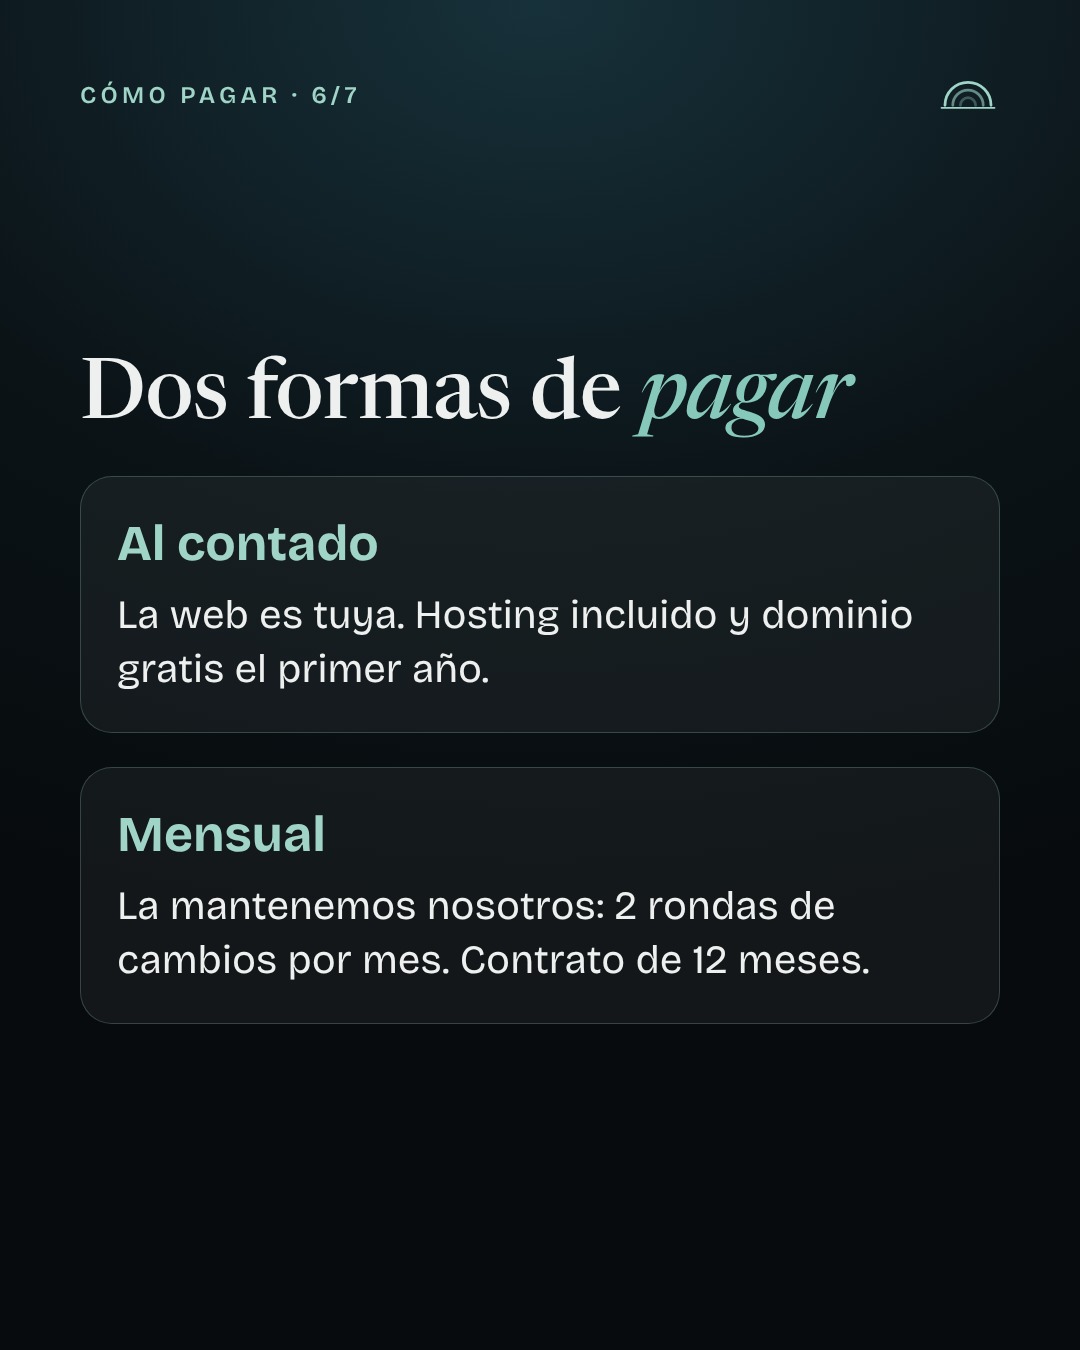 CÓMO PAGAR · 6/7
Dos formas de pagar
Al contado
La web es tuya. Hosting incluido y dominio
gratis el primer año.
Mensual
La mantenemos nosotros: 2 rondas de
cambios por mes. Contrato de 12 meses.